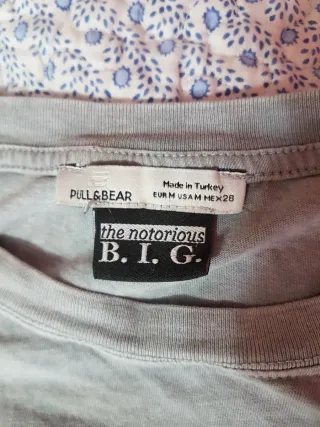 PULL&BEAR
Made in Turkey
EUR M USA M MEX 28
the notorious
B. I. G.